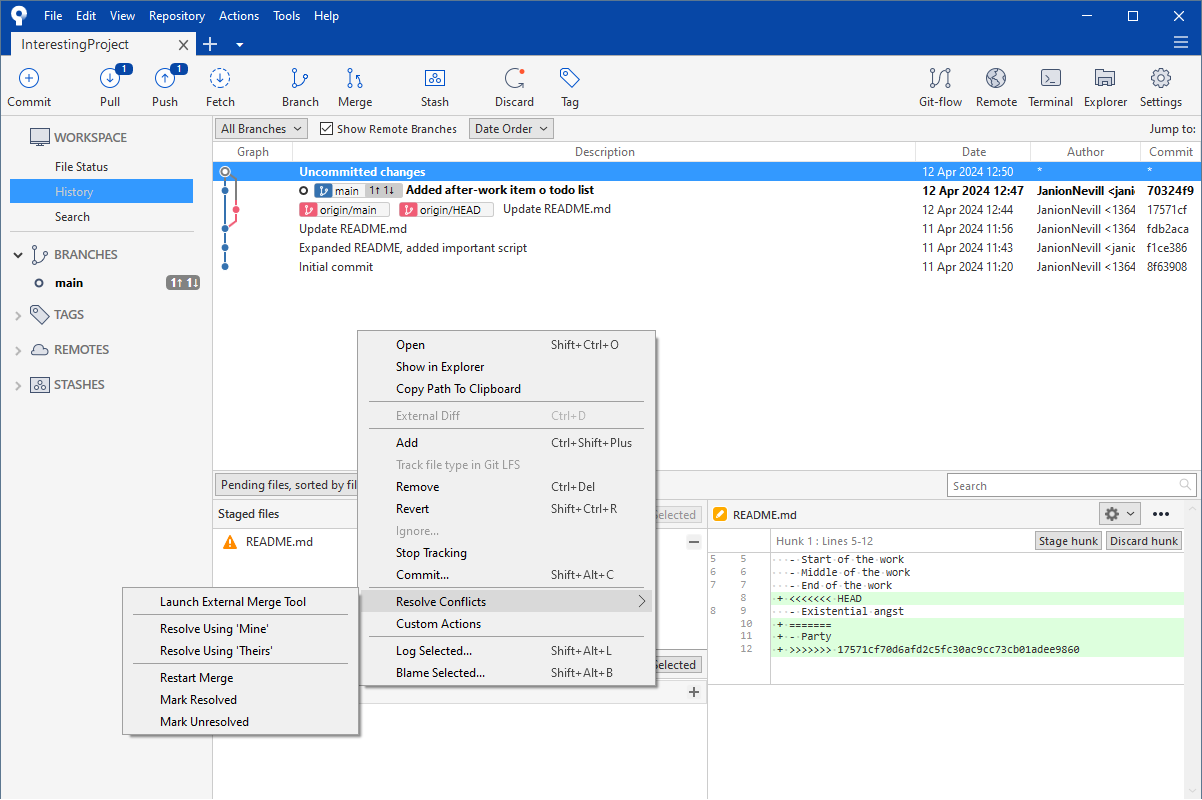 File Edit View Repository Actions Tools Help
InterestingProject
1 1
Commit Pull Push Fetch Branch Merge Stash Discard Tag Git-flow Remote Terminal Explorer Settings
WORKSPACE
File Status
History
Search
BRANCHES
main 1↑ 1↓
TAGS
REMOTES
STASHES
All Branches Show Remote Branches Date Order Jump to:
Graph Description Date Author Commit
Uncommitted changes 12 Apr 2024 12:50 * *
main 1↑ 1↓ Added after-work item o todo list 12 Apr 2024 12:47 JanionNevill <janic 70324f9
origin/main origin/HEAD Update README.md 12 Apr 2024 12:44 JanionNevill <1364 17571cf
Update README.md 11 Apr 2024 11:56 JanionNevill <1364 fdb2aca
Expanded README, added important script 11 Apr 2024 11:43 JanionNevill <janic f1ce386
Initial commit 11 Apr 2024 11:20 JanionNevill <1364 8f63908
Open Shift+Ctrl+O
Show in Explorer
Copy Path To Clipboard
External Diff Ctrl+D
Add Ctrl+Shift+Plus
Track file type in Git LFS
Remove Ctrl+Del
Revert Shift+Ctrl+R
Ignore...
Stop Tracking
Commit... Shift+Alt+C
Resolve Conflicts
Custom Actions
Log Selected... Shift+Alt+L
Blame Selected... Shift+Alt+B
Launch External Merge Tool
Resolve Using 'Mine'
Resolve Using 'Theirs'
Restart Merge
Mark Resolved
Mark Unresolved
Pending files, sorted by fil
Search
Staged files
elected
README.md
elected
README.md
Hunk 1 : Lines 5-12 Stage hunk Discard hunk
5 5 - Start of the work
6 6 - Middle of the work
7 7 - End of the work
8 + <<<<<<< HEAD
8 9 - Existential angst
10 + =======
11 + - Party
12 + >>>>>>> 17571cf70d6afd2c5fc30ac9cc73cb01adee9860